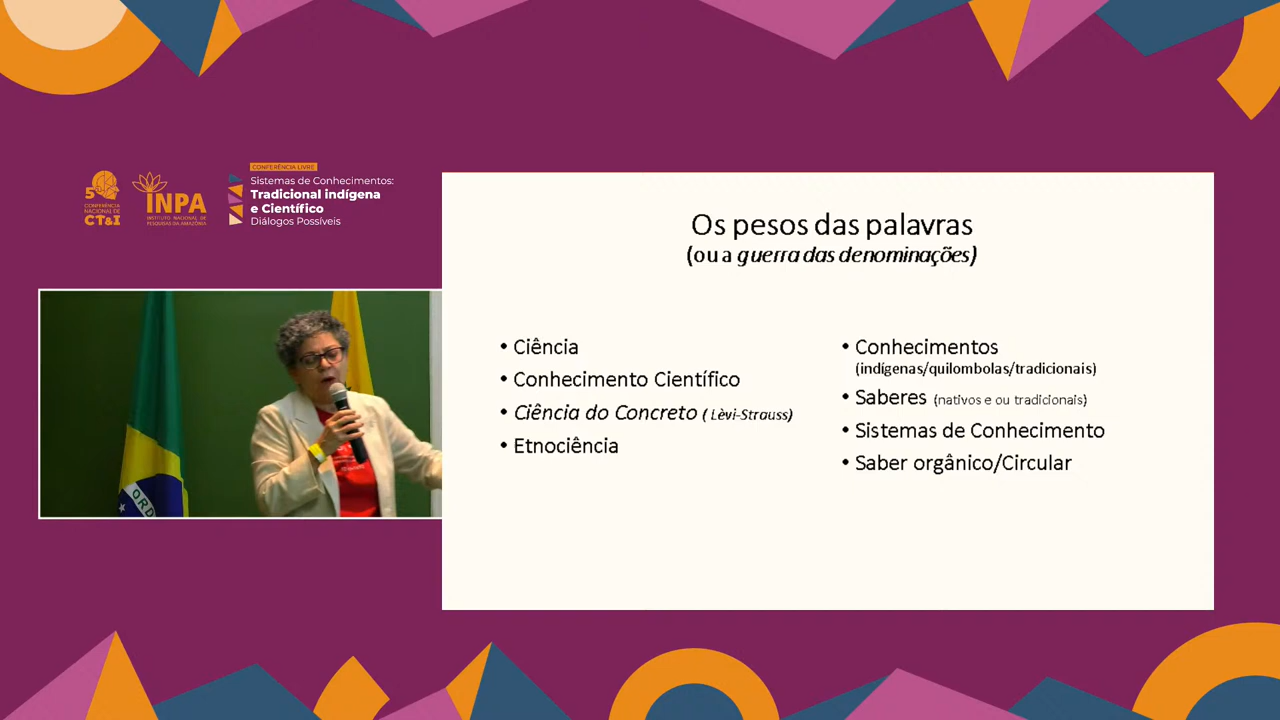 5ª
CONFERÊNCIA
NACIONAL DE
CT&I
INPA
INSTITUTO NACIONAL DE
PESQUISAS DA AMAZÔNIA
CONFERÊNCIA LIVRE
Sistemas de Conhecimentos:
Tradicional indígena
e Científico
Diálogos Possíveis
ORD
Os pesos das palavras
(ou a guerra das denominações)
• Ciência
• Conhecimento Científico
• Ciência do Concreto ( Lèvi-Strauss)
• Etnociência
• Conhecimentos
(indígenas/quilombolas/tradicionais)
• Saberes (nativos e ou tradicionais)
• Sistemas de Conhecimento
• Saber orgânico/Circular